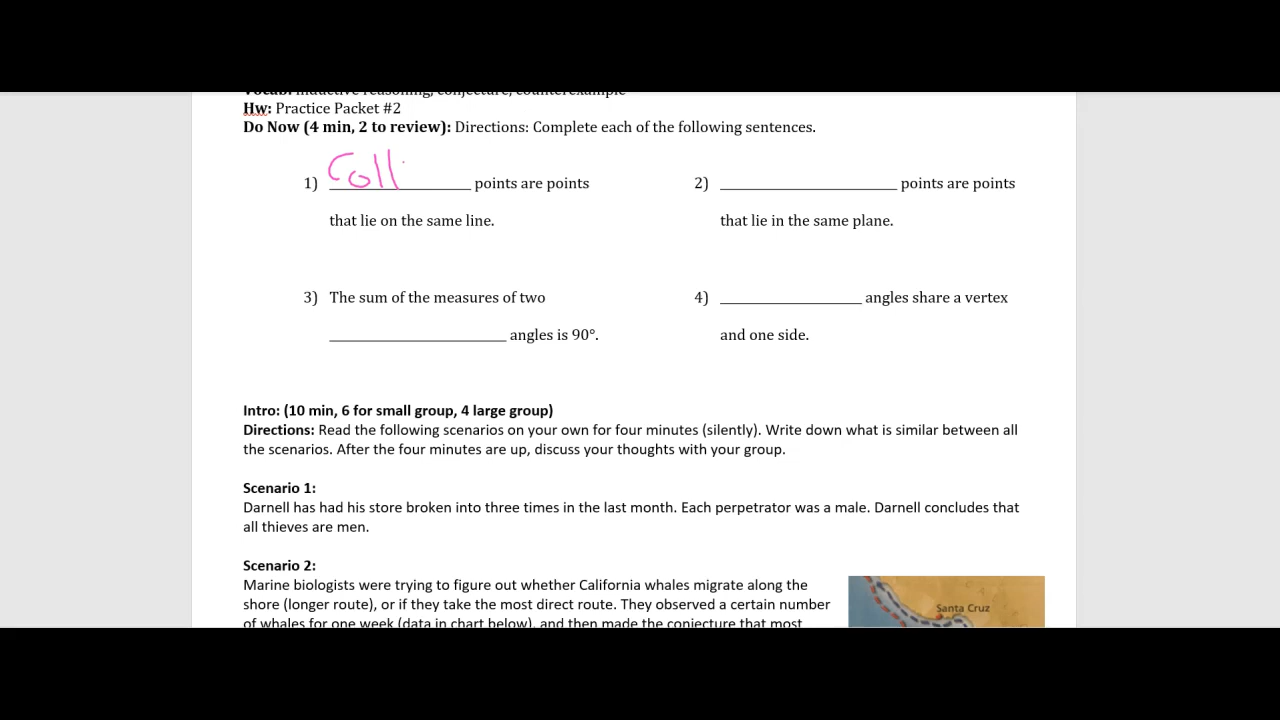 Vocab: inductive reasoning, conjecture, counterexample
Hw: Practice Packet #2
Do Now (4 min, 2 to review): Directions: Complete each of the following sentences.
Coll
1) __________________ points are points
that lie on the same line.
2) ______________________ points are points
that lie in the same plane.
3) The sum of the measures of two
______________________ angles is 90°.
4) __________________ angles share a vertex
and one side.
Intro: (10 min, 6 for small group, 4 large group)
Directions: Read the following scenarios on your own for four minutes (silently). Write down what is similar between all
the scenarios. After the four minutes are up, discuss your thoughts with your group.
Scenario 1:
Darnell has had his store broken into three times in the last month. Each perpetrator was a male. Darnell concludes that
all thieves are men.
Scenario 2:
Marine biologists were trying to figure out whether California whales migrate along the
shore (longer route), or if they take the most direct route. They observed a certain number
of whales for one week (data in chart below), and then made the conjecture that most
Santa Cruz